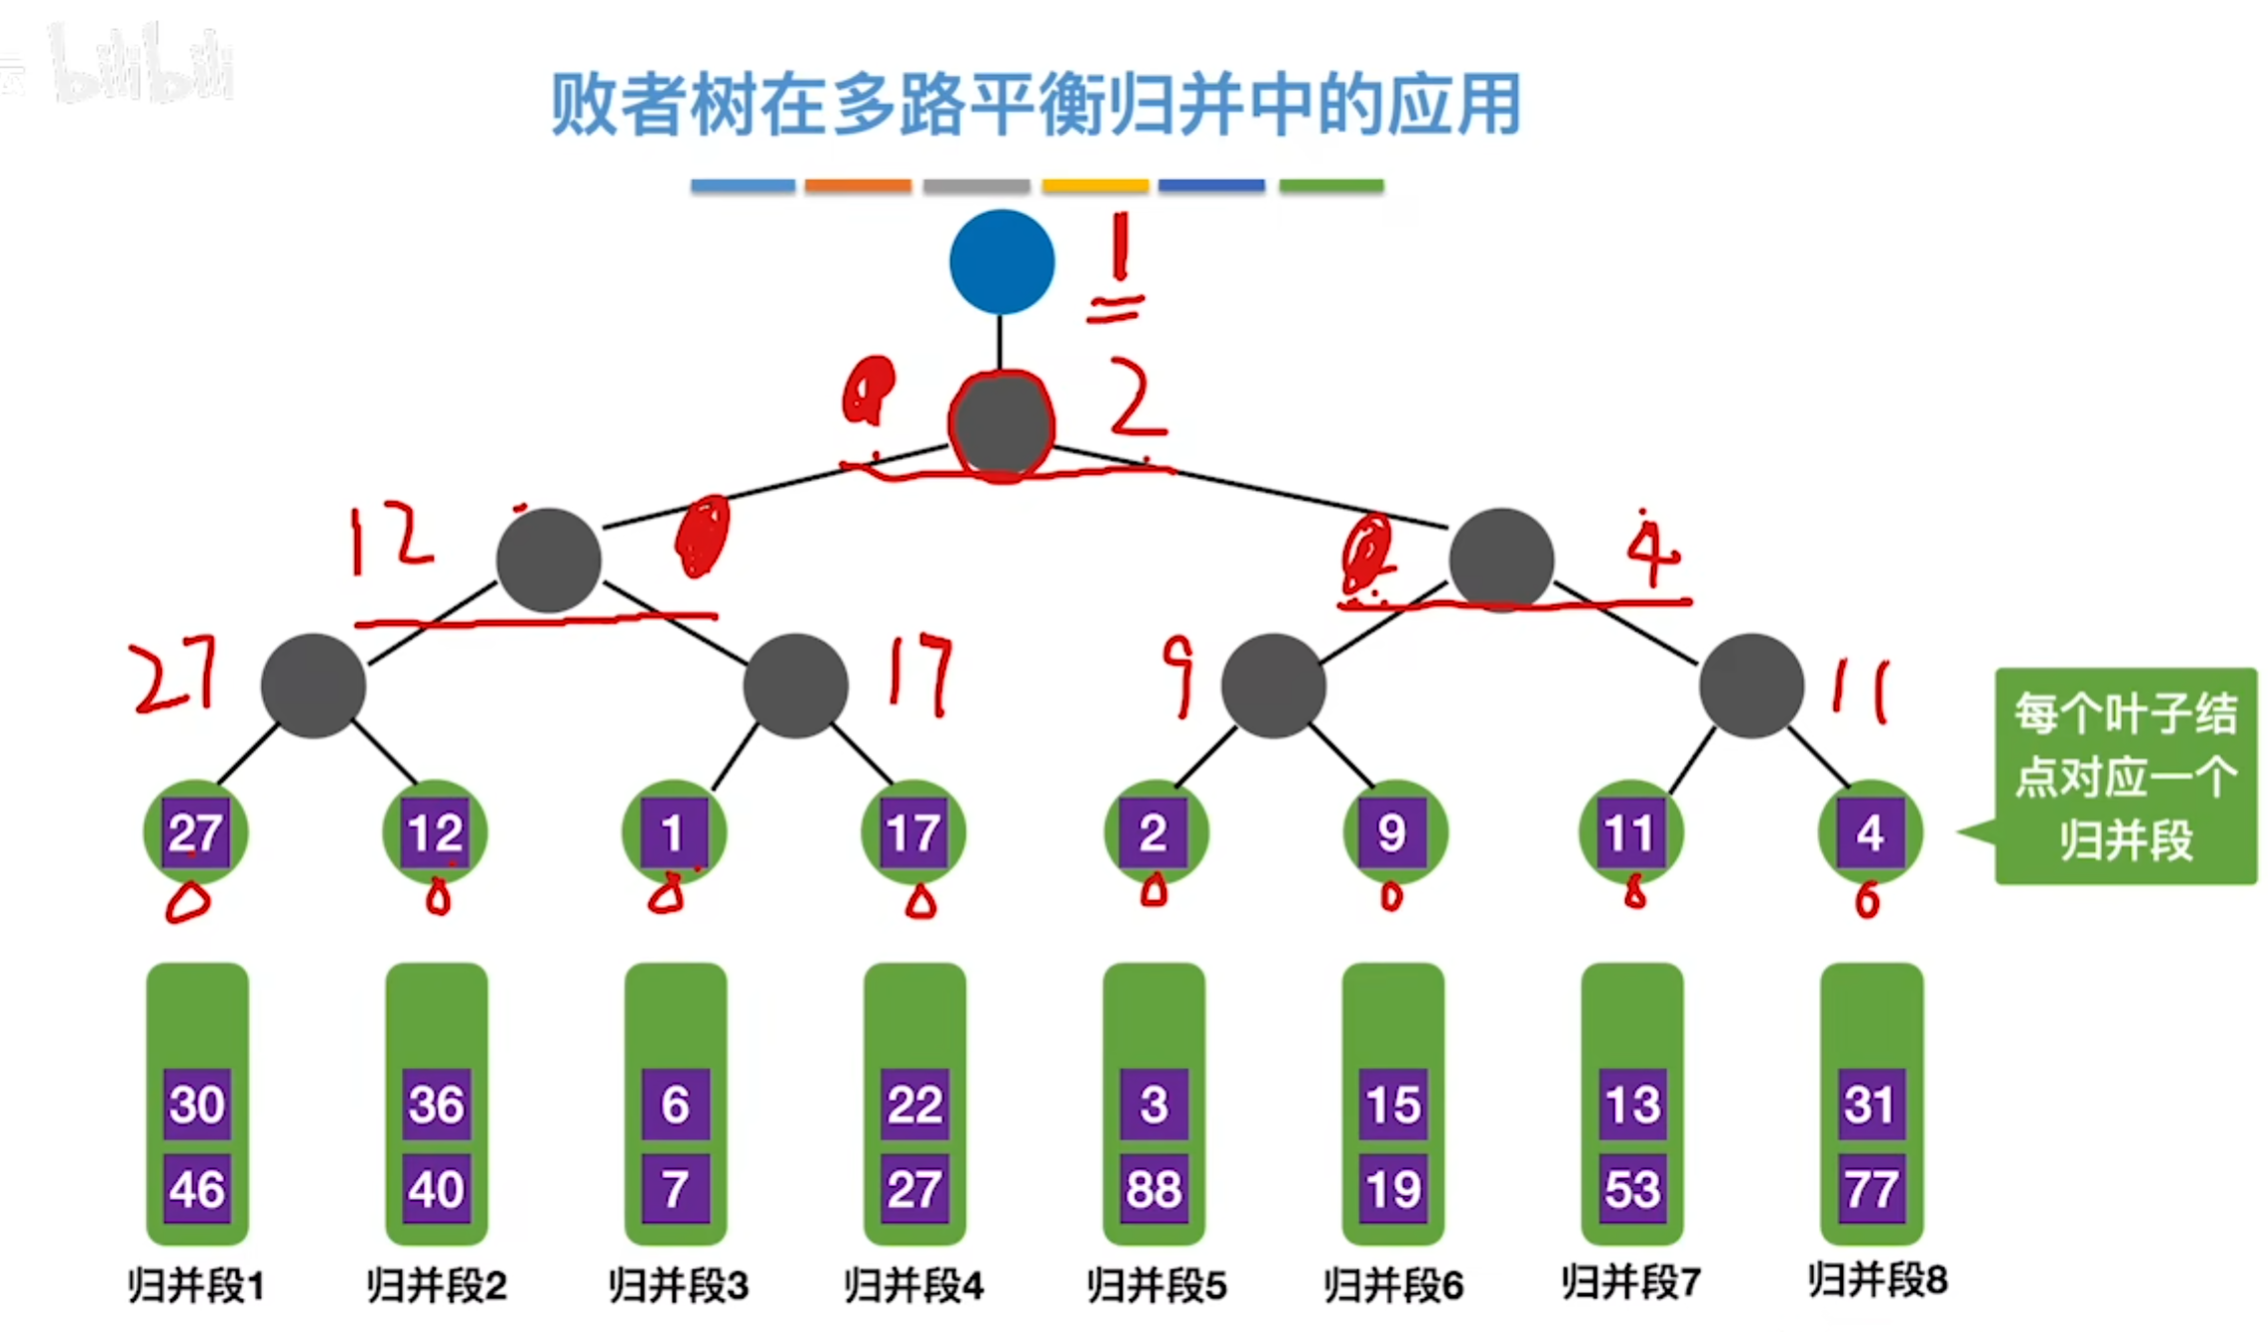 云 bilibili
败者树在多路平衡归并中的应用
1
2
12
4
27
17
9
11
每个叶子结
点对应一个
归并段
27 12 1 17 2 9 11 4
30 36 6 22 3 15 13 31
46 40 7 27 88 19 53 77
归并段1 归并段2 归并段3 归并段4 归并段5 归并段6 归并段7 归并段8